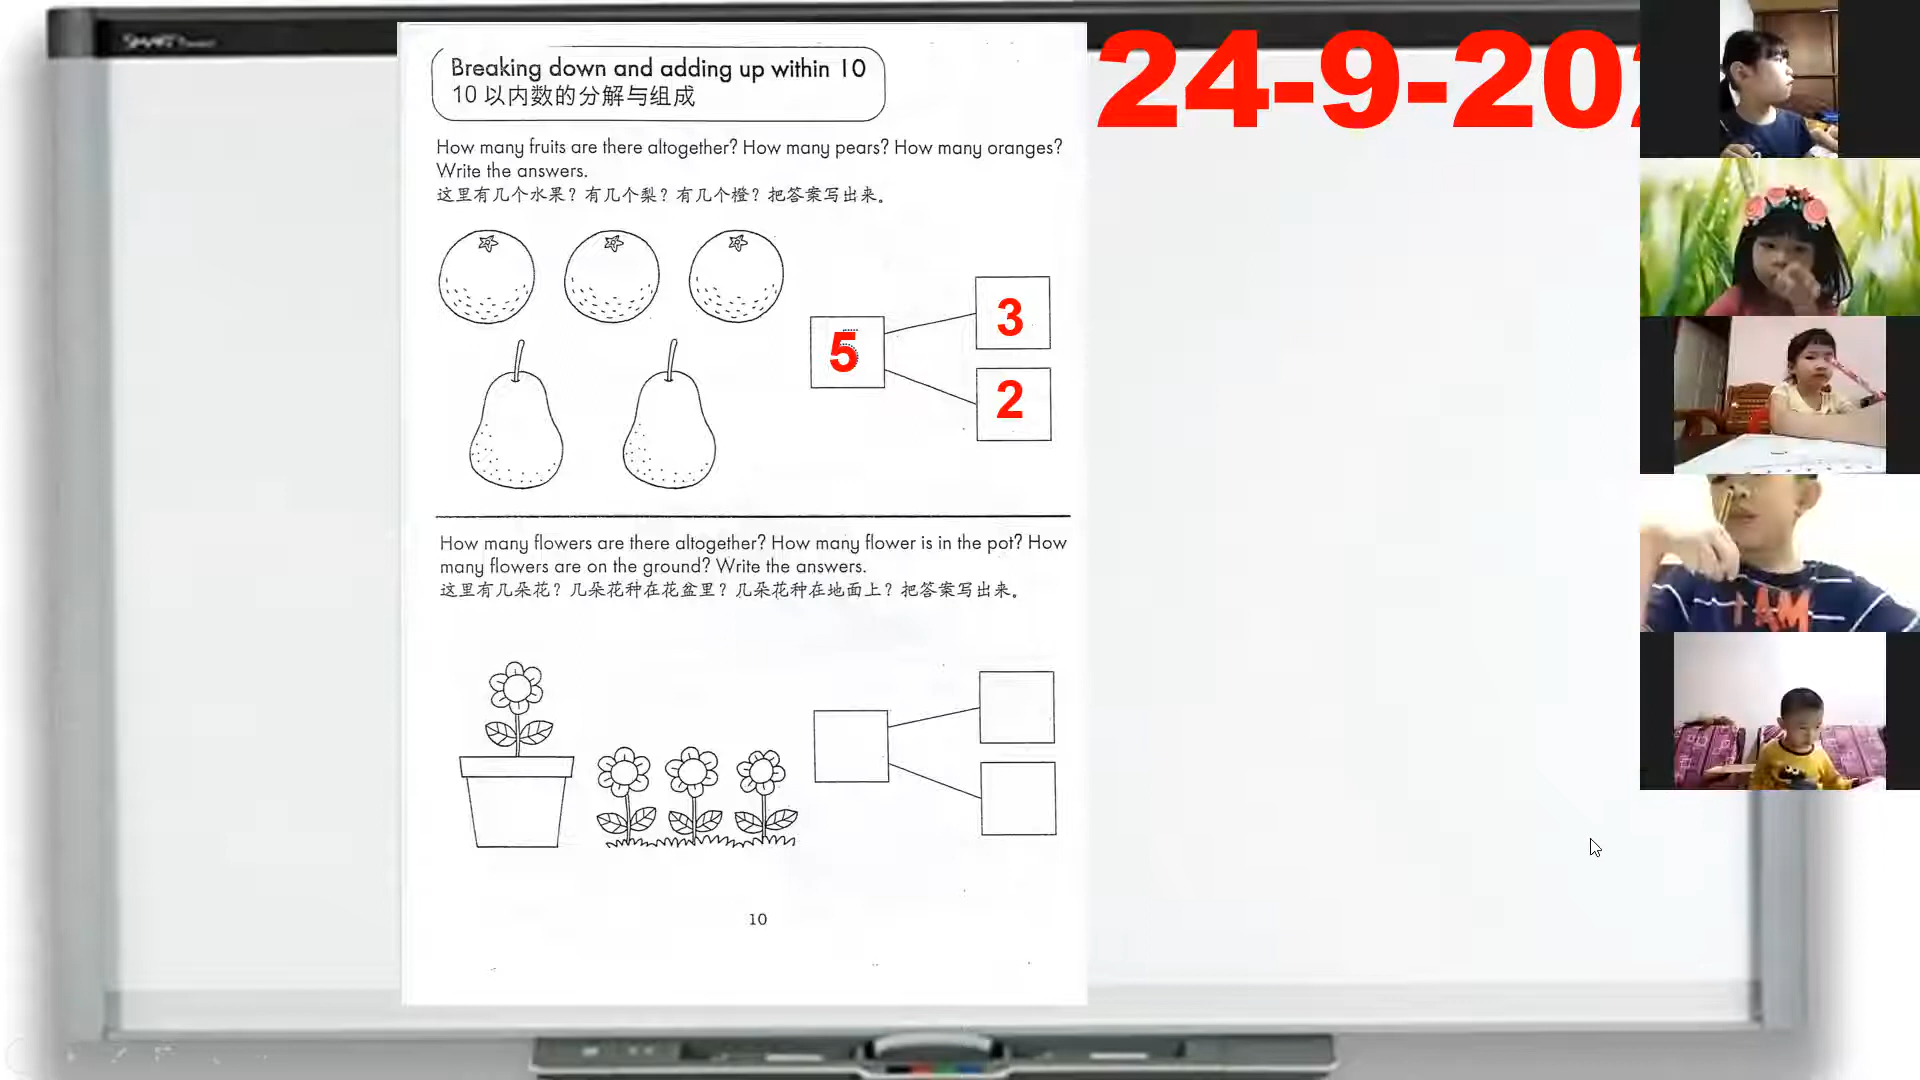 SMART
24-9-202
Breaking down and adding up within 10
10 以内数的分解与组成
How many fruits are there altogether? How many pears? How many oranges?
Write the answers.
这里有几个水果？有几个梨？有几个橙？把答案写出来。
5
3
2
How many flowers are there altogether? How many flower is in the pot? How
many flowers are on the ground? Write the answers.
这里有几朵花？几朵花种在花盆里？几朵花种在地面上？把答案写出来。
10
I AM